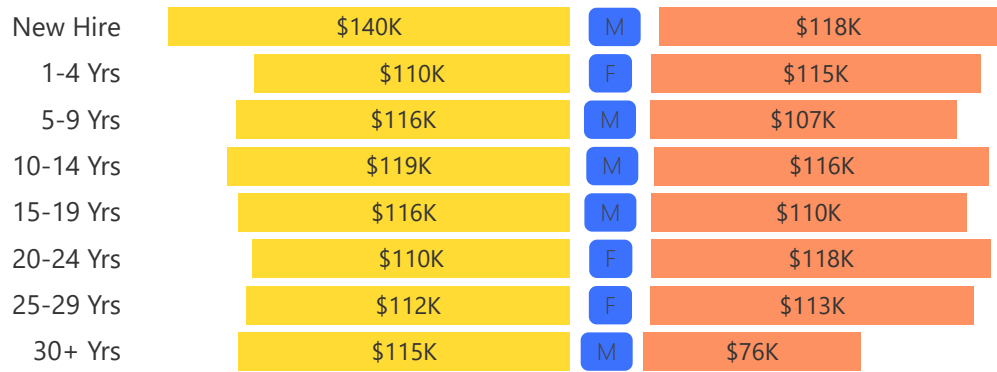 New Hire $140K M $118K
1-4 Yrs $110K F $115K
5-9 Yrs $116K M $107K
10-14 Yrs $119K M $116K
15-19 Yrs $116K M $110K
20-24 Yrs $110K F $118K
25-29 Yrs $112K F $113K
30+ Yrs $115K M $76K